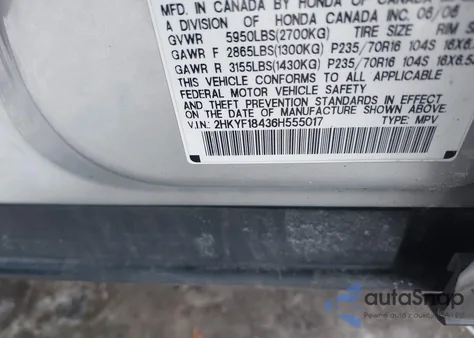 MFD. IN CANADA BY HONDA OF CANADA
A DIVISION OF HONDA CANADA INC. 06/06
GVWR 5950LBS(2700KG) TIRE SIZE RIM
GAWR F 2865LBS(1300KG) P235/70R16 104S 16X6.5
GAWR R 3155LBS(1430KG) P235/70R16 104S 16X6.5
THIS VEHICLE CONFORMS TO ALL APPLICABLE
FEDERAL MOTOR VEHICLE SAFETY
AND THEFT PREVENTION STANDARDS IN EFFECT
ON THE DATE OF MANUFACTURE SHOWN ABOVE.
V.I.N.: 2HKYF18436H555017 TYPE: MPV
autaSnap